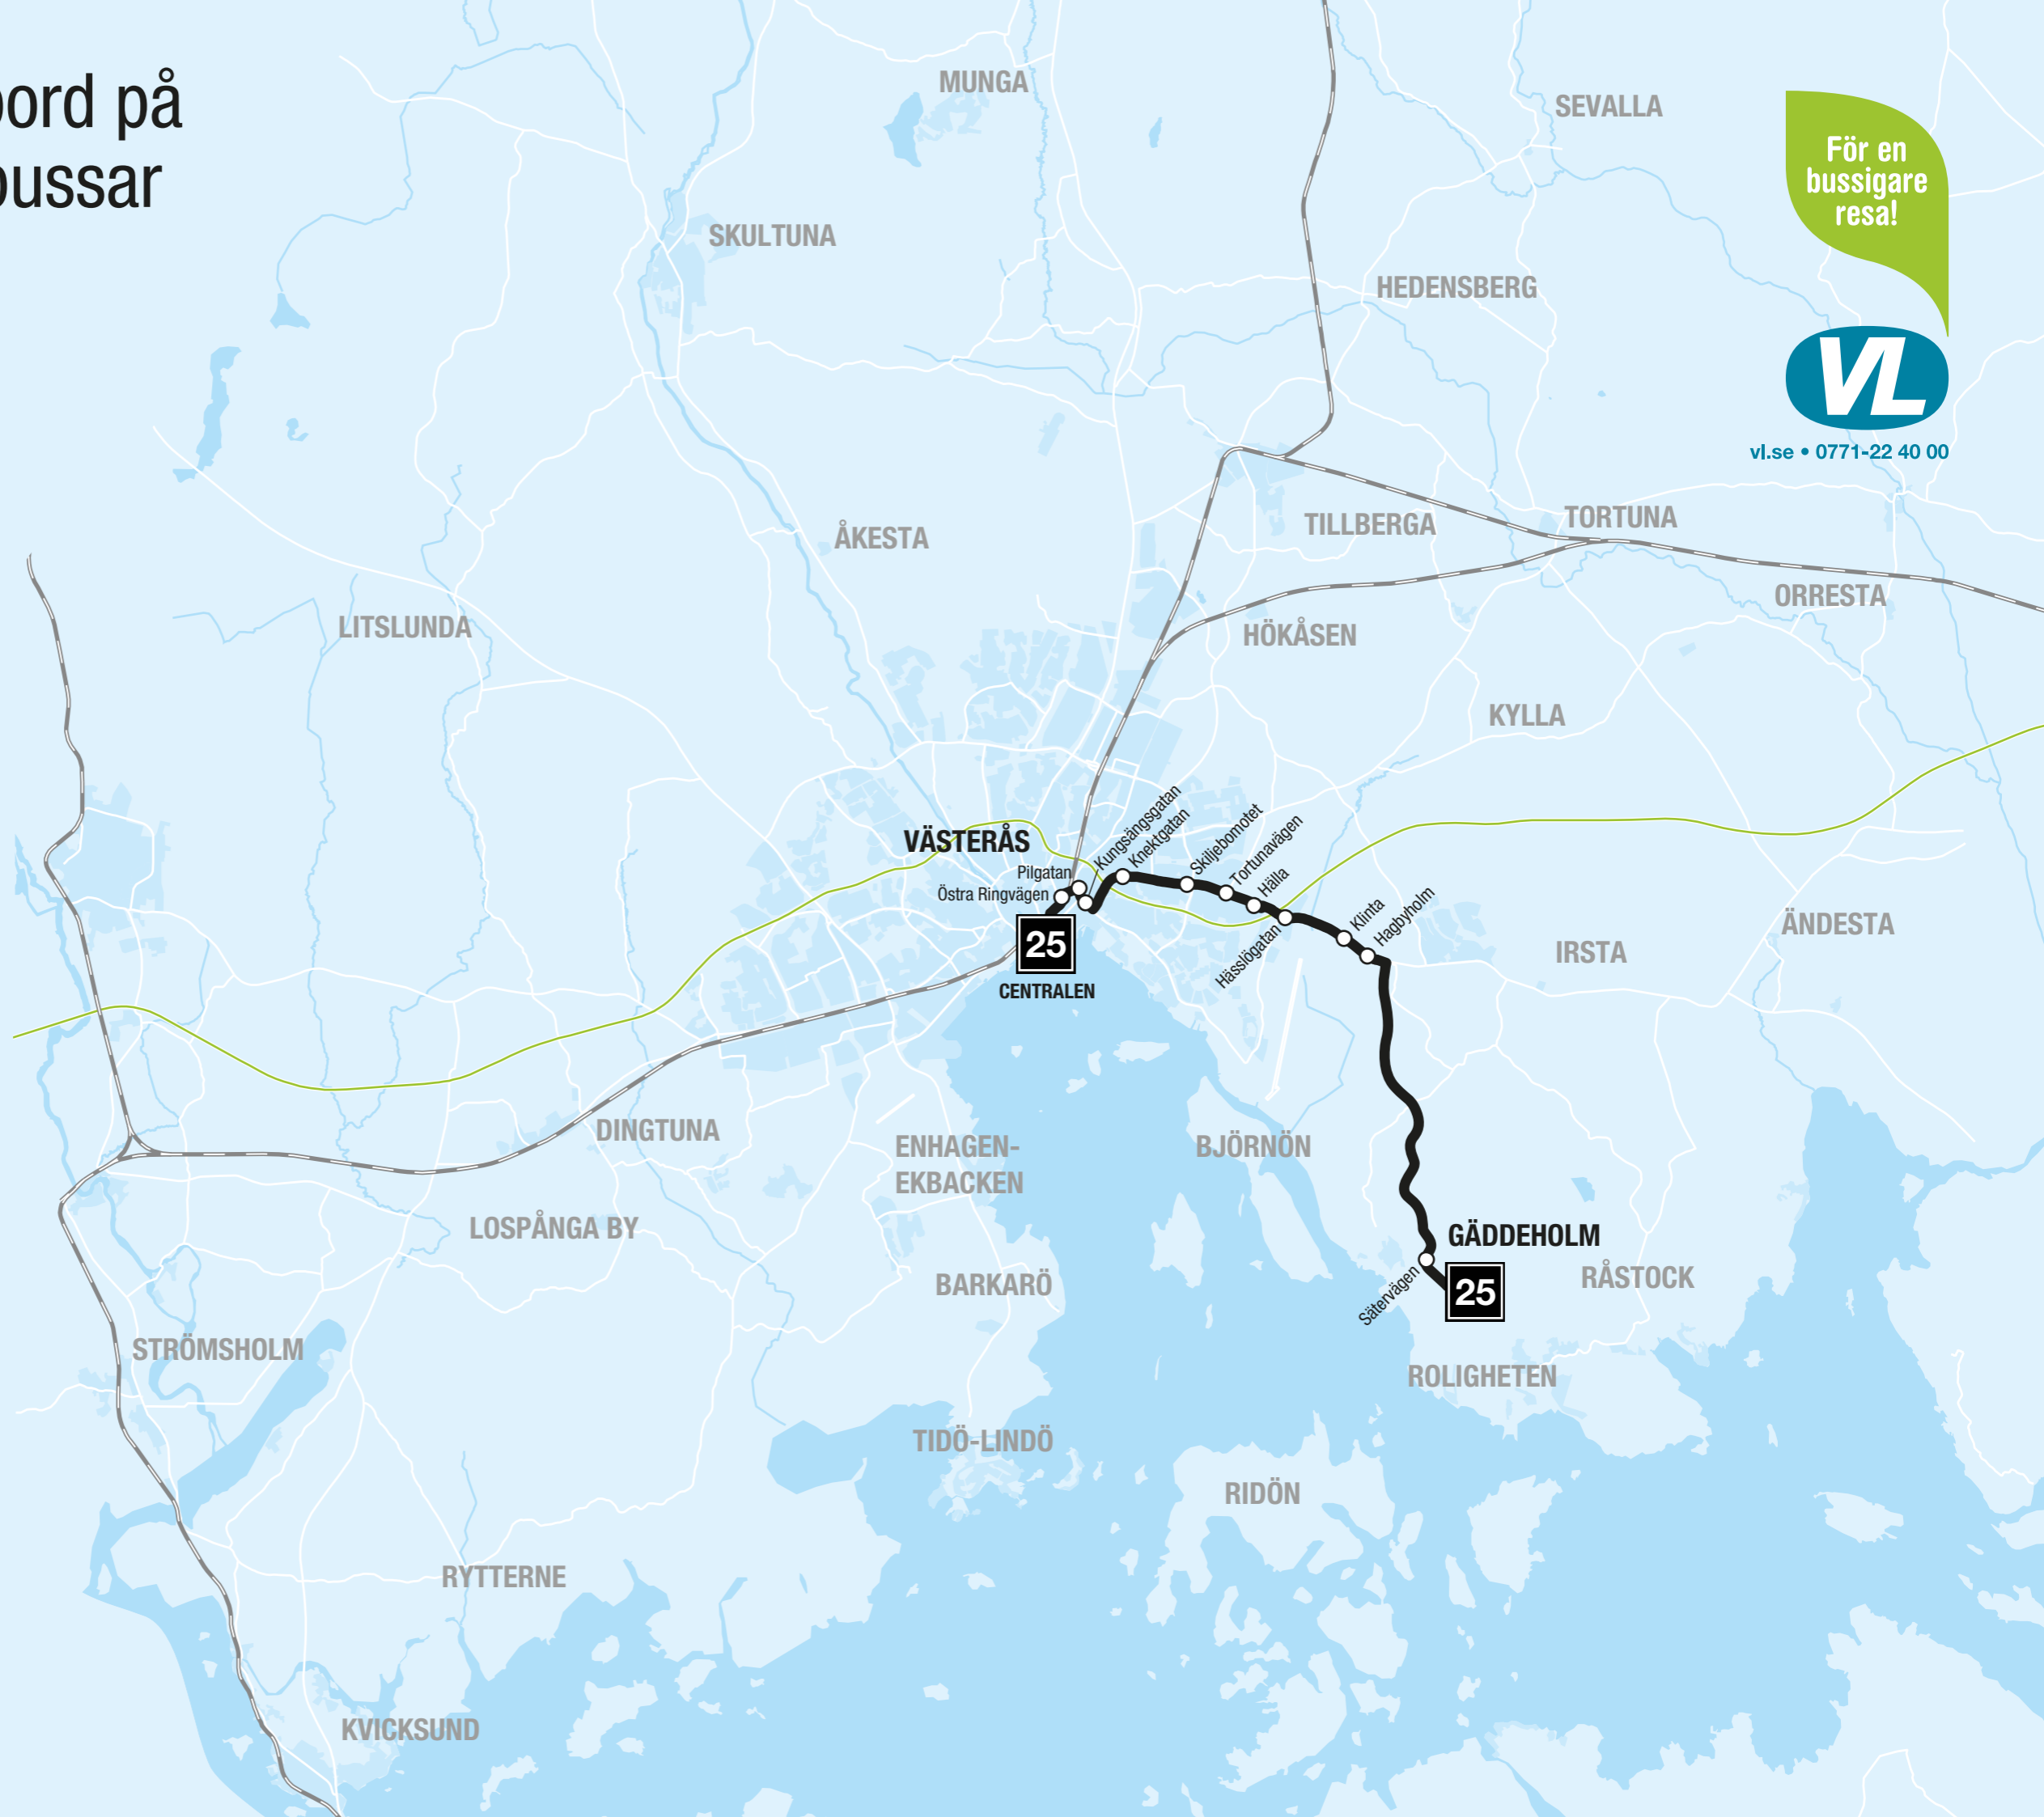 bord på
bussar
MUNGA
SEVALLA
För en
bussigare
resa!
SKULTUNA
HEDENSBERG
VL
vl.se • 0771-22 40 00
ÅKESTA
TILLBERGA
TORTUNA
ORRESTA
LITSLUNDA
HÖKÅSEN
KYLLA
VÄSTERÅS
Pilgatan
Östra Ringvägen
Kungsängsgatan
Knektgatan
Skiljebomotet
Tortunavägen
Hälla
Hässlögatan
Klinta
Hagbyholm
25
CENTRALEN
IRSTA
ÄNDESTA
DINGTUNA
ENHAGEN-
EKBACKEN
BJÖRNÖN
LOSPÅNGA BY
GÄDDEHOLM
Sätervägen
25
RÅSTOCK
BARKARÖ
STRÖMSHOLM
ROLIGHETEN
TIDÖ-LINDÖ
RIDÖN
RYTTERNE
KVICKSUND